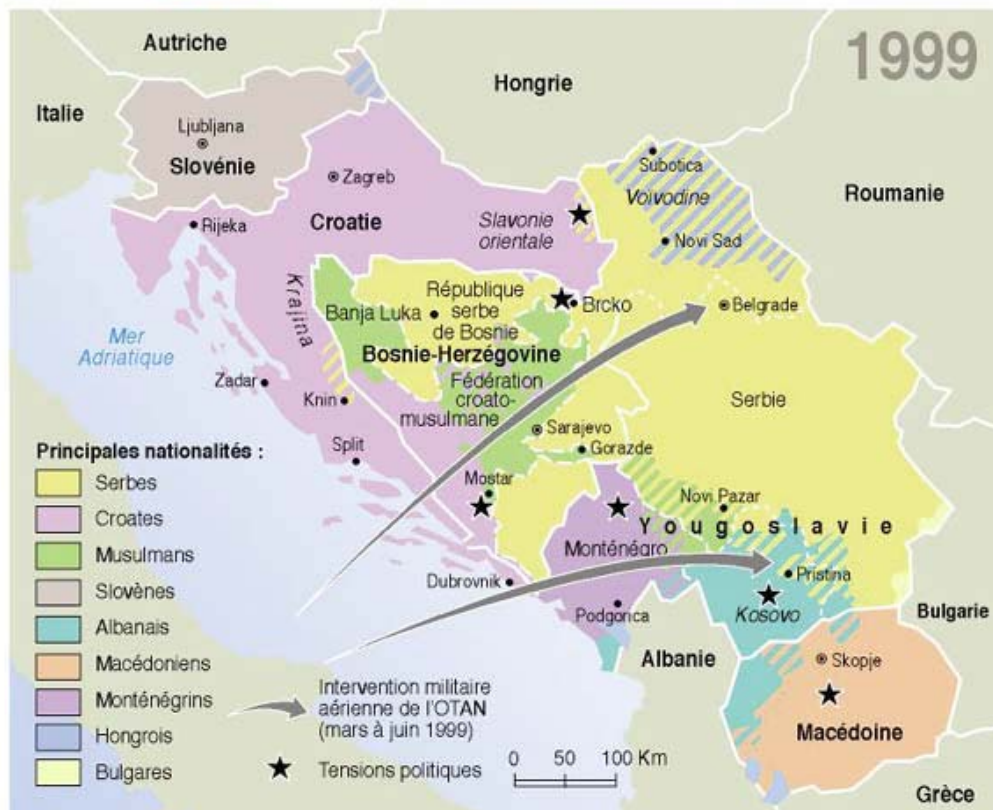 1999
Autriche
Hongrie
Italie
Ljubljana
Slovénie
Zagreb
Subotica
Voïvodine
Roumanie
Croatie
Slavonie
orientale
Rijeka
Novi Sad
Krajina
Banja Luka
République
serbe
de Bosnie
Brcko
Belgrade
Mer
Adriatique
Bosnie-Herzégovine
Fédération
croato-
musulmane
Zadar
Knin
Serbie
Sarajevo
Gorazde
Split
Mostar
Novi Pazar
Yougoslavie
Monténégro
Pristina
Dubrovnik
Kosovo
Podgorica
Bulgarie
Albanie
Skopje
Macédoine
Grèce
Principales nationalités :
Serbes
Croates
Musulmans
Slovènes
Albanais
Macédoniens
Monténégrins
Hongrois
Bulgares
Intervention militaire
aérienne de l'OTAN
(mars à juin 1999)
Tensions politiques
0 50 100 Km